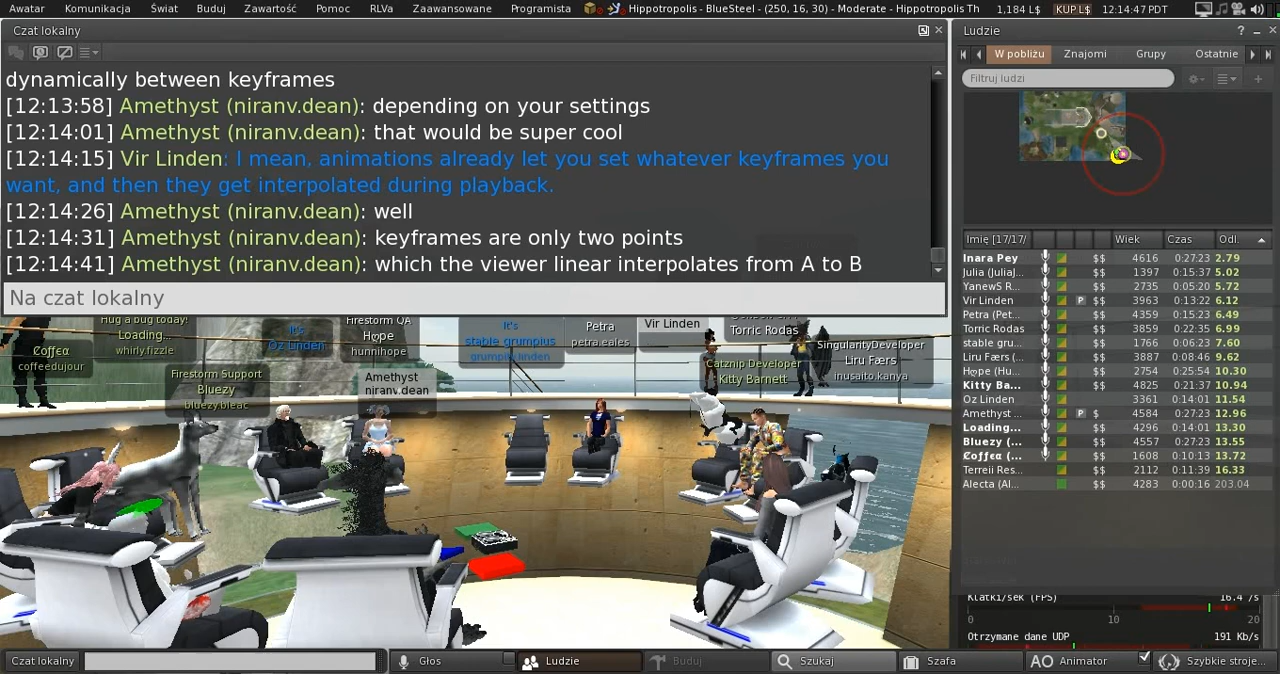 Awatar Komunikacja Świat Buduj Zawartość Pomoc RLVa Zaawansowane Programista Hippotropolis - BlueSteel - (250, 16, 30) - Moderate - Hippotropolis Th 1,184 L$ KUP L$ 12:14:47 PDT
Czat lokalny
dynamically between keyframes
[12:13:58] Amethyst (niranv.dean): depending on your settings
[12:14:01] Amethyst (niranv.dean): that would be super cool
[12:14:15] Vir Linden: I mean, animations already let you set whatever keyframes you
want, and then they get interpolated during playback.
[12:14:26] Amethyst (niranv.dean): well
[12:14:31] Amethyst (niranv.dean): keyframes are only two points
[12:14:41] Amethyst (niranv.dean): which the viewer linear interpolates from A to B
Na czat lokalny
Hug a bug today!
Loading...
whirly.fizzle
It's
Oz Linden
Firestorm QA
Hope
hunnihope
It's
stable grumpius
grumpity.linden
Petra
petra.eales
Vir Linden
Torric Rodas
SingularityDeveloper
Liru Færs
inusaito.kanya
Coffεα
coffeedujour
Firestorm Support
Bluezy
bluezy.bleac
Amethyst
niranv.dean
Catznip Developer
Kitty Barnett
Ludzie
W pobliżu Znajomi Grupy Ostatnie
Filtruj ludzi
Imię [17/17/ Wiek Czas Odl.
Inara Pey $$ 4616 0:27:23 2.79
Julia (JuliaJ... $$ 1397 0:15:37 5.02
YanewS R... $$ 2735 0:05:20 5.72
Vir Linden P $$ 3963 0:13:22 6.12
Petra (Pet... $$ 4359 0:15:23 6.49
Torric Rodas $$ 3859 0:22:35 6.99
stable gru... $$ 1766 0:06:23 7.60
Liru Færs (... $$ 3887 0:08:46 9.62
Hope (Hu... $$ 2754 0:25:54 10.30
Kitty Ba... $$ 4825 0:21:37 10.94
Oz Linden $$ 3361 0:14:01 11.54
Amethyst ... P $ 4584 0:27:23 12.96
Loading... $$ 4296 0:14:01 13.30
Bluezy (... $$ 4557 0:27:23 13.55
Coffεα (... $$ 1608 0:10:13 13.72
Terreii Res... $$ 2112 0:11:39 16.33
Alecta (Al... $$ 4283 0:00:16 203.04
Klatki/sek (FPS) 16.4 /s
0 10 20
Otrzymane dane UDP 191 Kb/s
Czat lokalny Głos Ludzie Buduj Szukaj Szafa AO Animator Szybkie stroje...